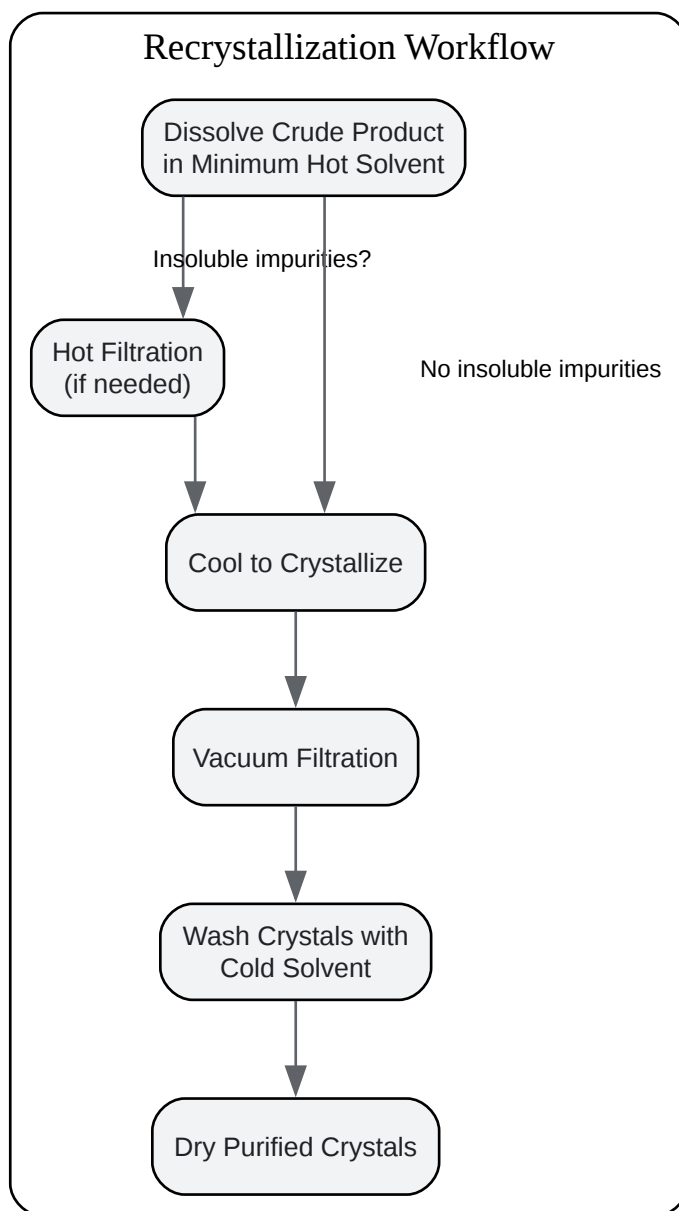 Recrystallization Workflow
Dissolve Crude Product
in Minimum Hot Solvent
Insoluble impurities?
Hot Filtration
(if needed)
No insoluble impurities
Cool to Crystallize
Vacuum Filtration
Wash Crystals with
Cold Solvent
Dry Purified Crystals